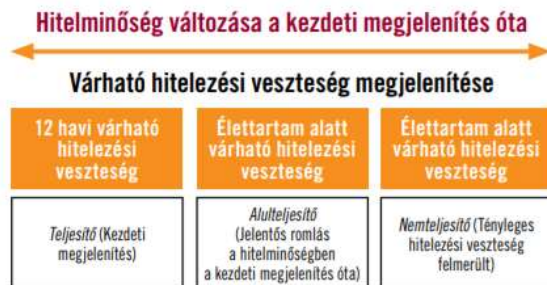 Hitelminőség változása a kezdeti megjelenítés óta
Várható hitelezési veszteség megjelenítése
12 havi várható
hitelezési
veszteség
Élettartam alatt
várható hitelezési
veszteség
Élettartam alatt
várható hitelezési
veszteség
Teljesítő (Kezdeti
megjelenítés)
Alulteljesítő
(Jelentős romlás
a hitelminőségben
a kezdeti megjelenítés óta)
Nemteljesítő (Tényleges
hitelezési veszteség
felmerült)